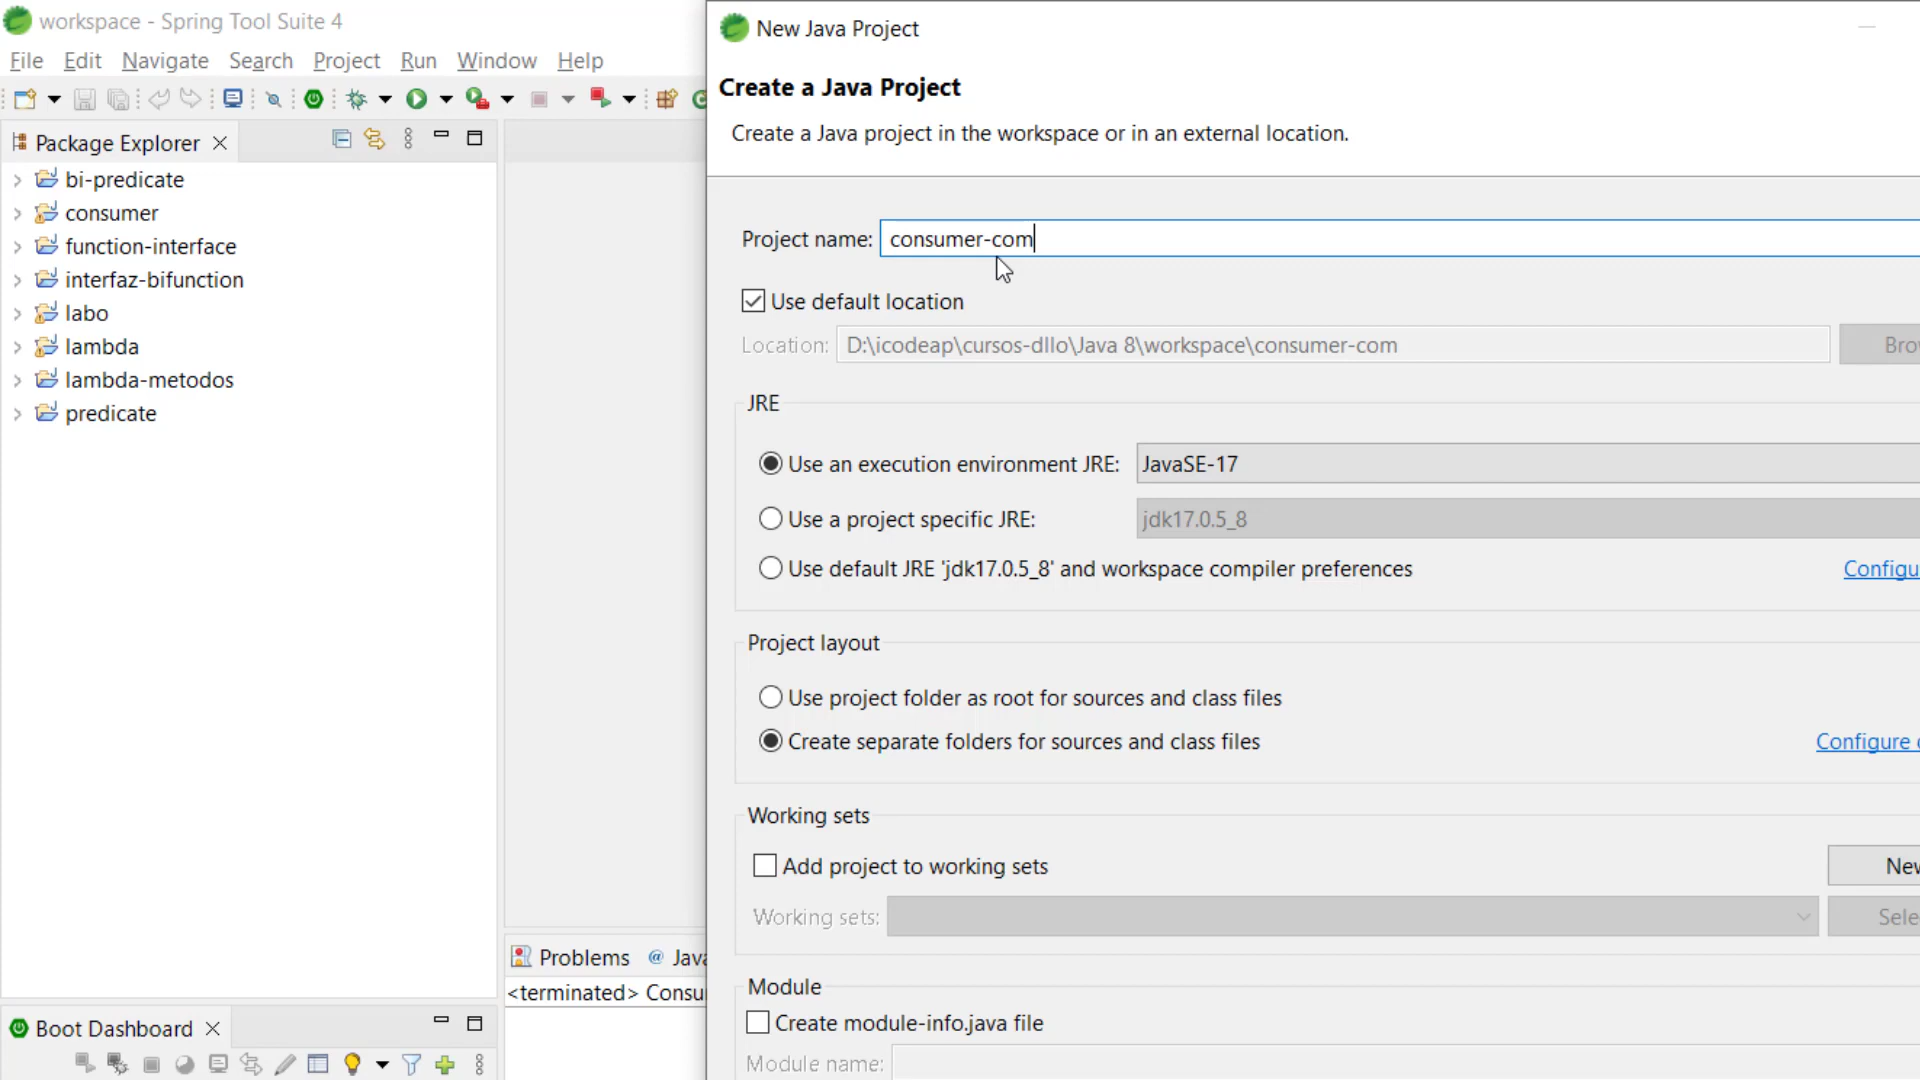 workspace - Spring Tool Suite 4
File Edit Navigate Search Project Run Window Help
Package Explorer
bi-predicate
consumer
function-interface
interfaz-bifunction
labo
lambda
lambda-metodos
predicate
Problems @ Java
<terminated> Consu
Boot Dashboard
New Java Project
Create a Java Project
Create a Java project in the workspace or in an external location.
Project name: consumer-com
Use default location
Location: D:\icodeap\cursos-dllo\Java 8\workspace\consumer-com Bro
JRE
Use an execution environment JRE: JavaSE-17
Use a project specific JRE: jdk17.0.5_8
Use default JRE 'jdk17.0.5_8' and workspace compiler preferences Configu
Project layout
Use project folder as root for sources and class files
Create separate folders for sources and class files Configure
Working sets
Add project to working sets New
Working sets: Sele
Module
Create module-info.java file
Module name: